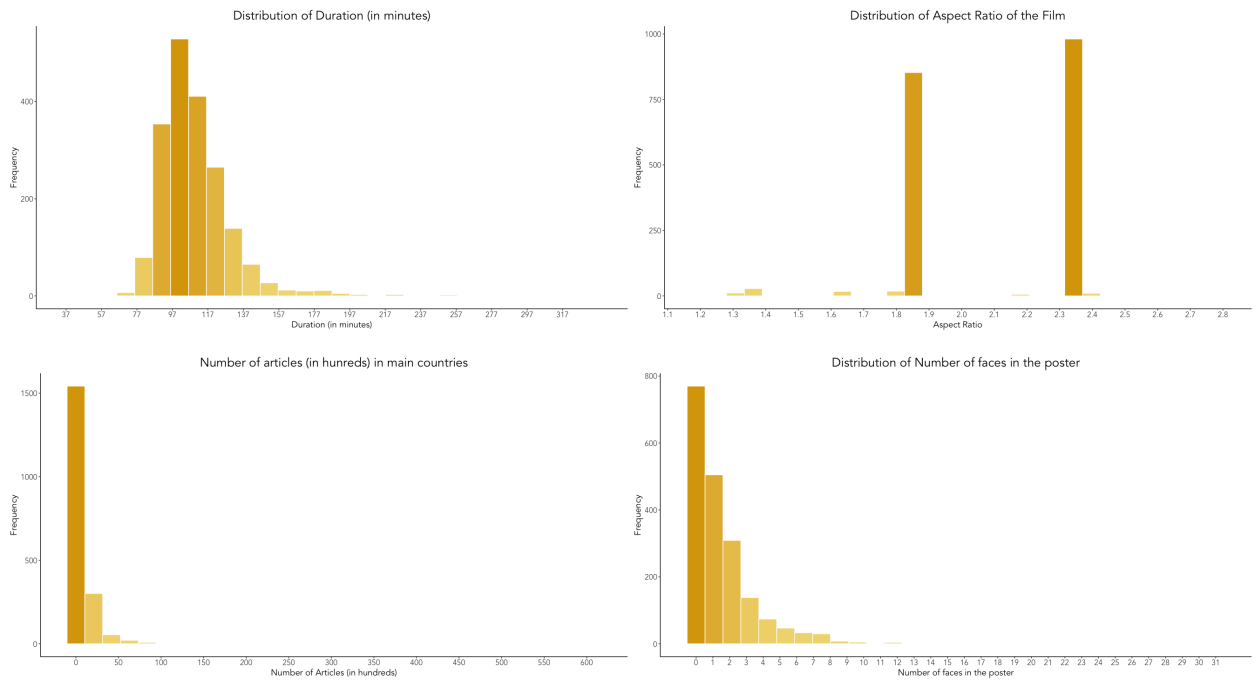 Distribution of Duration (in minutes)
Frequency
400
200
0
37 57 77 97 117 137 157 177 197 217 237 257 277 297 317
Duration (in minutes)
Distribution of Aspect Ratio of the Film
Frequency
1000
750
500
250
0
1.1 1.2 1.3 1.4 1.5 1.6 1.7 1.8 1.9 2.0 2.1 2.2 2.3 2.4 2.5 2.6 2.7 2.8
Aspect Ratio
Number of articles (in hunreds) in main countries
Frequency
1500
1000
500
0
0 50 100 150 200 250 300 350 400 450 500 550 600
Number of Articles (in hundreds)
Distribution of Number of faces in the poster
Frequency
800
600
400
200
0
0 1 2 3 4 5 6 7 8 9 10 11 12 13 14 15 16 17 18 19 20 21 22 23 24 25 26 27 28 29 30 31
Number of faces in the poster